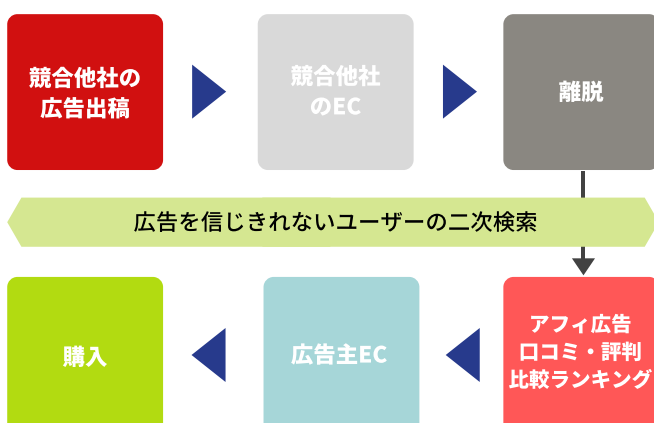 競合他社の
広告出稿
競合他社
のEC
離脱
広告を信じきれないユーザーの二次検索
アフィ広告
口コミ・評判
比較ランキング
広告主EC
購入